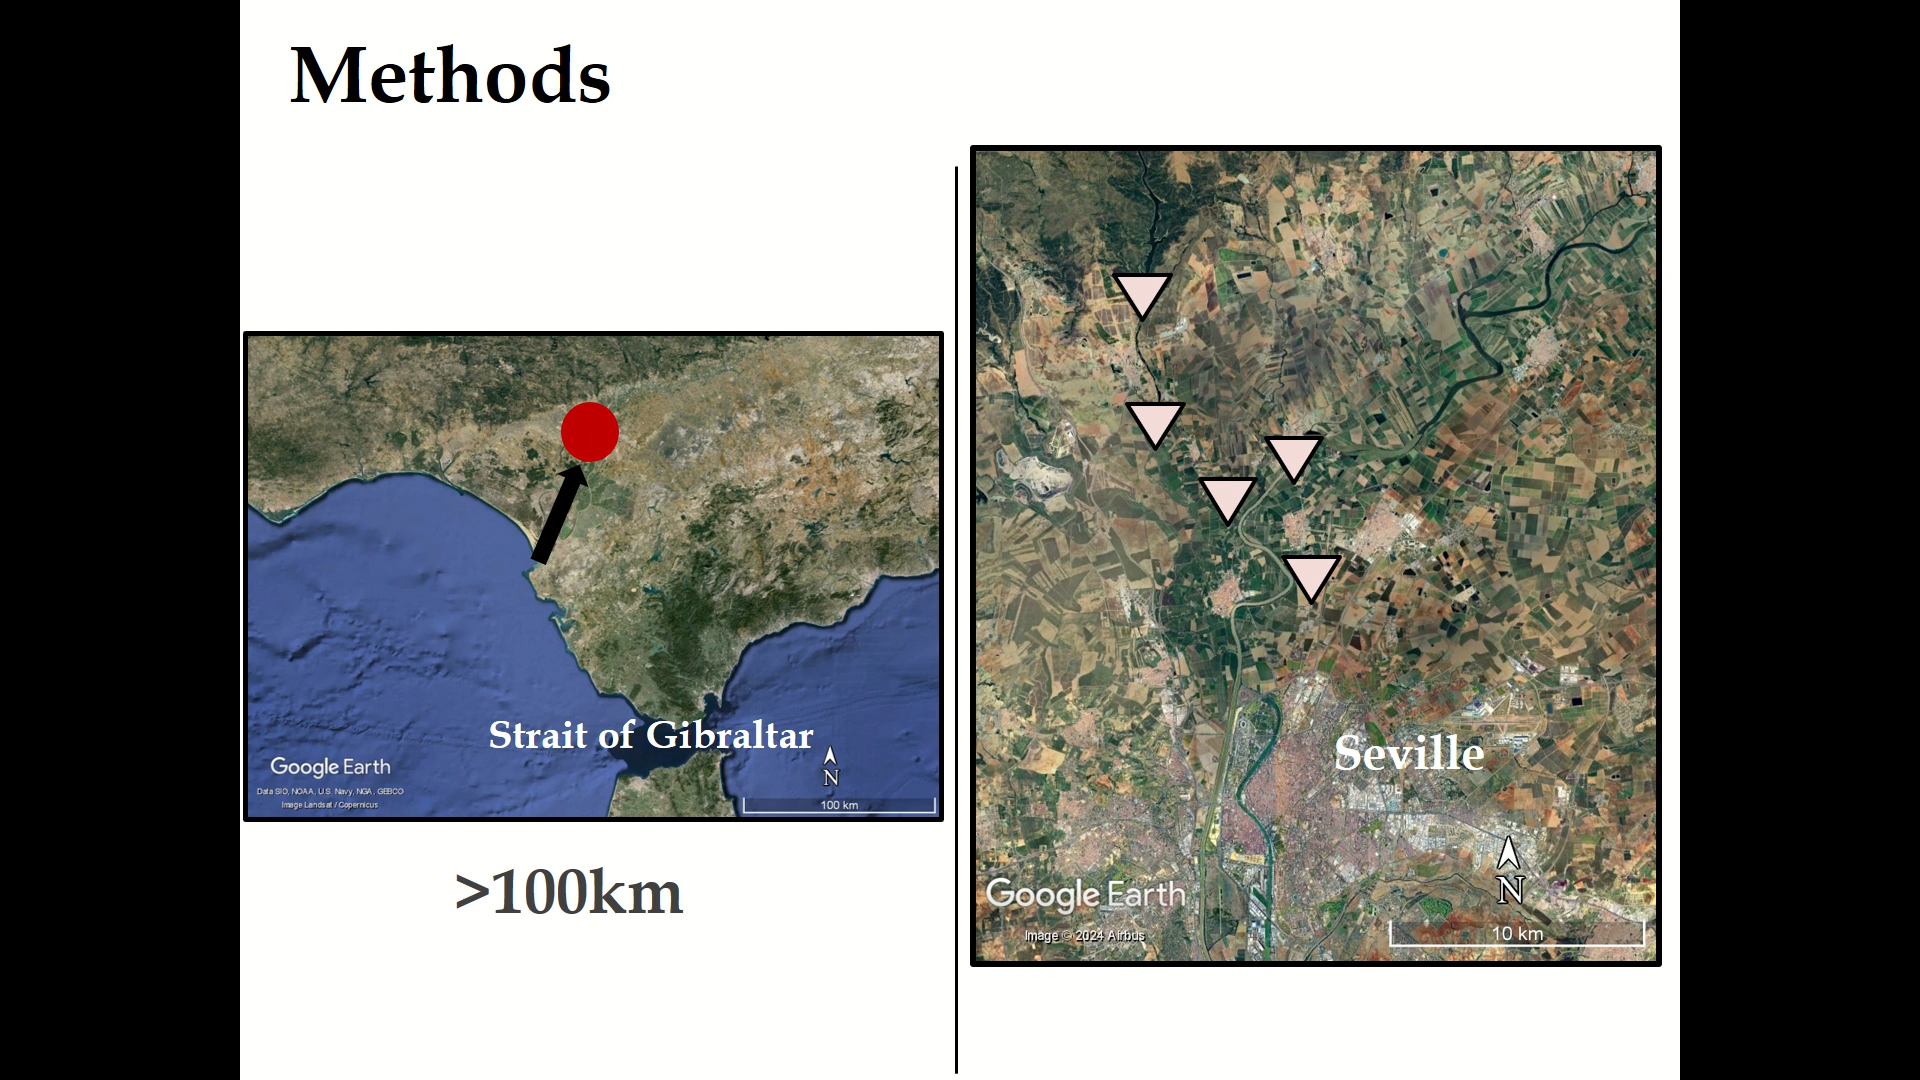 Methods
Strait of Gibraltar
Google Earth
N
Data SIO, NOAA, U.S. Navy, NGA, GEBCO
Image Landsat / Copernicus
100 km
>100km
Seville
N
Google Earth
Image © 2024 Airbus
10 km